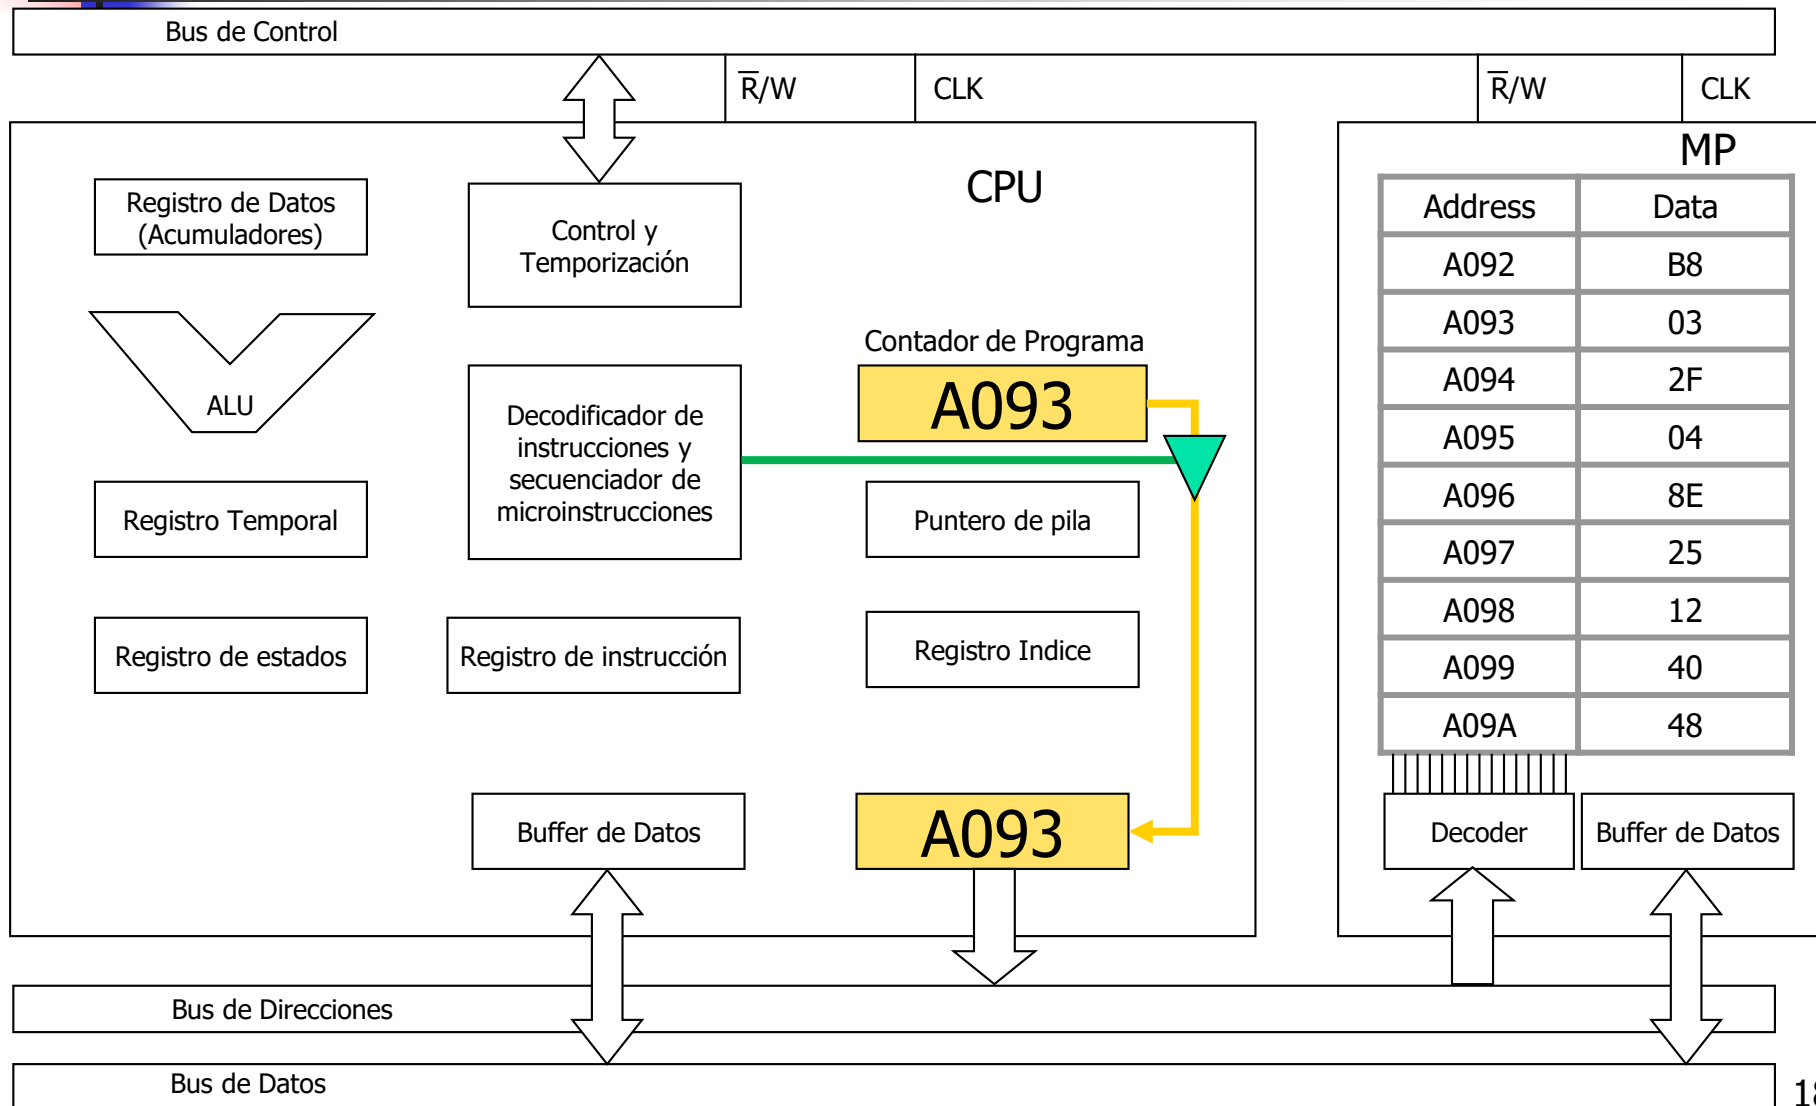 Bus de Control
R̅/W
CLK
R̅/W
CLK
CPU
Registro de Datos
(Acumuladores)
Control y
Temporización
ALU
Decodificador de
instrucciones y
secuenciador de
microinstrucciones
Contador de Programa
A093
Registro Temporal
Puntero de pila
Registro de estados
Registro de instrucción
Registro Indice
Buffer de Datos
A093
MP
Address Data
A092 B8
A093 03
A094 2F
A095 04
A096 8E
A097 25
A098 12
A099 40
A09A 48
Decoder
Buffer de Datos
Bus de Direcciones
Bus de Datos